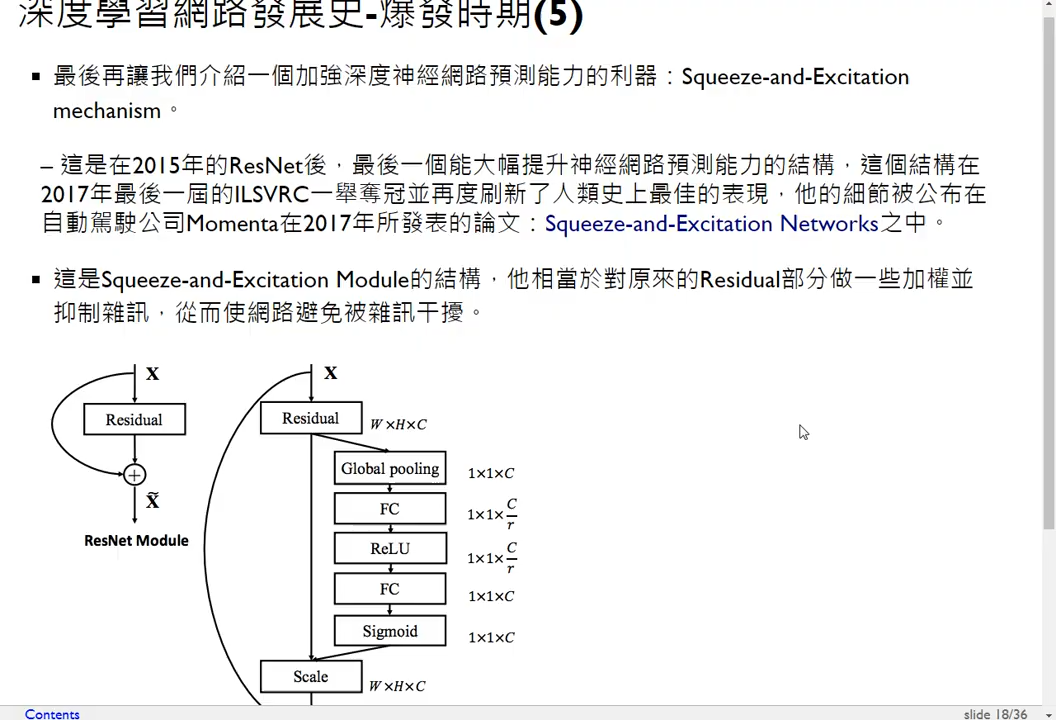 深度學習網路發展史-爆發時期(5)
最後再讓我們介紹一個加強深度神經網路預測能力的利器：Squeeze-and-Excitation
mechanism。
– 這是在2015年的ResNet後，最後一個能大幅提升神經網路預測能力的結構，這個結構在
2017年最後一屆的ILSVRC一舉奪冠並再度刷新了人類史上最佳的表現，他的細節被公布在
自動駕駛公司Momenta在2017年所發表的論文：Squeeze-and-Excitation Networks之中。
這是Squeeze-and-Excitation Module的結構，他相當於對原來的Residual部分做一些加權並
抑制雜訊，從而使網路避免被雜訊干擾。
X
Residual
+
X̃
ResNet Module
X
Residual
W×H×C
Global pooling
1×1×C
FC
1×1×C/r
ReLU
1×1×C/r
FC
1×1×C
Sigmoid
1×1×C
Scale
W×H×C
Contents
slide 18/36